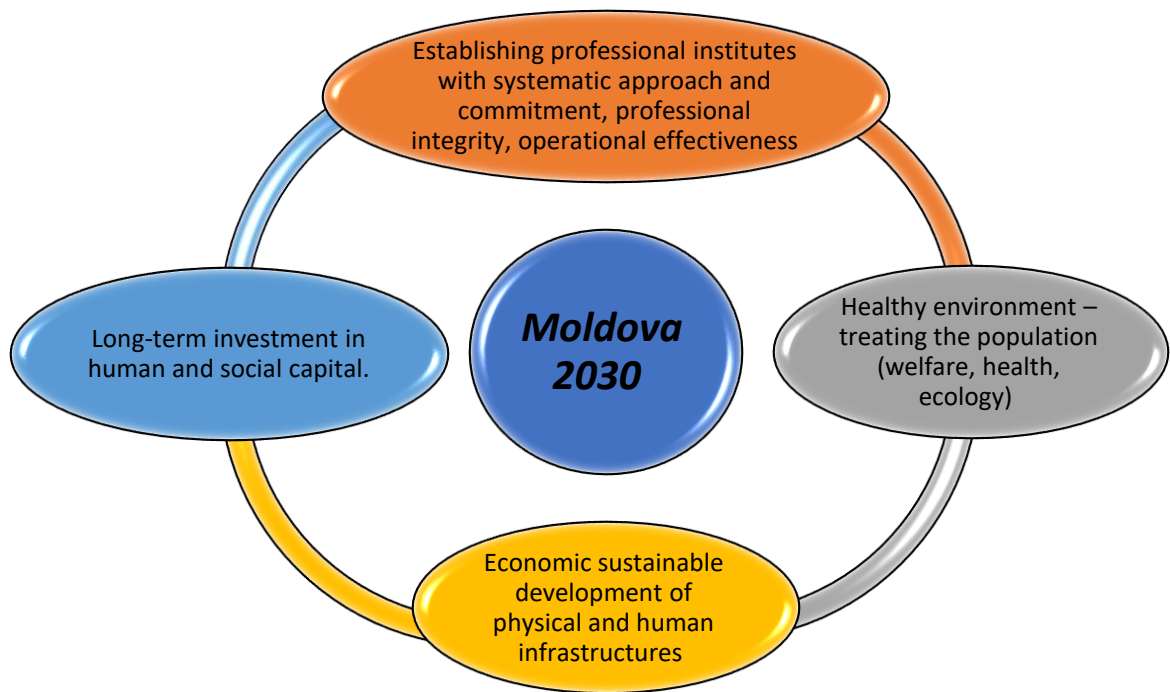 Establishing professional institutes
with systematic approach and
commitment, professional
integrity, operational effectiveness
Long-term investment in
human and social capital.
Moldova
2030
Healthy environment –
treating the population
(welfare, health,
ecology)
Economic sustainable
development of
physical and human
infrastructures